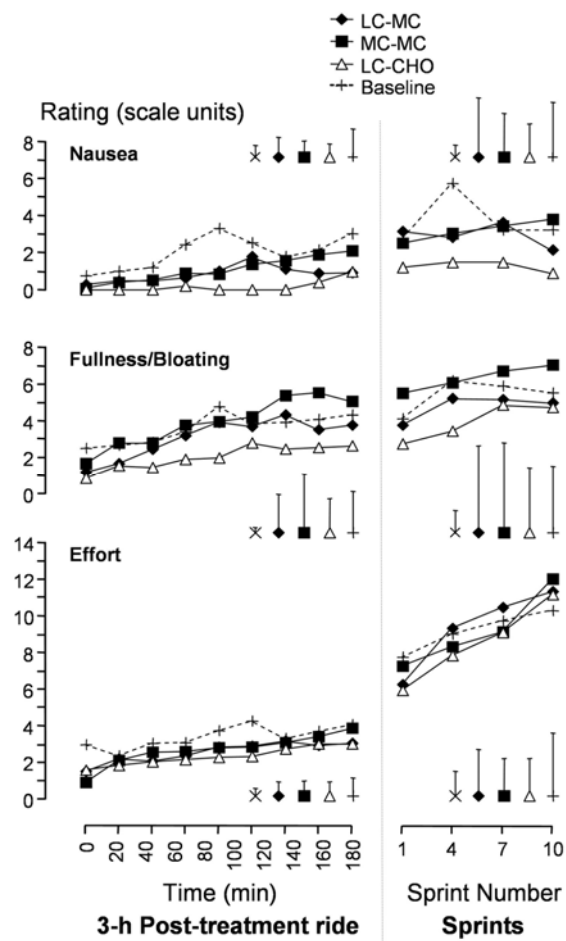 LC-MC
MC-MC
LC-CHO
Baseline
Rating (scale units)
8
6
4
2
0
Nausea
8
6
4
2
0
Fullness/Bloating
14
12
10
8
6
4
2
0
Effort
0 20 40 60 80 100 120 140 160 180
1 4 7 10
Time (min)
Sprint Number
3-h Post-treatment ride
Sprints